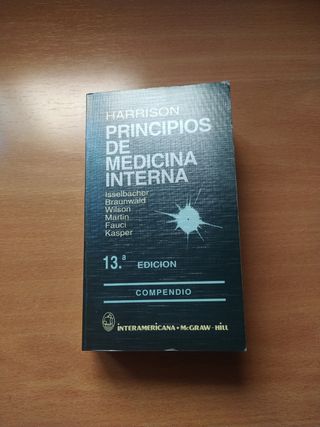 HARRISON
PRINCIPIOS
DE
MEDICINA
INTERNA
Isselbacher
Braunwald
Wilson
Martin
Fauci
Kasper
13.ª EDICION
COMPENDIO
INTERAMERICANA • McGRAW-HILL